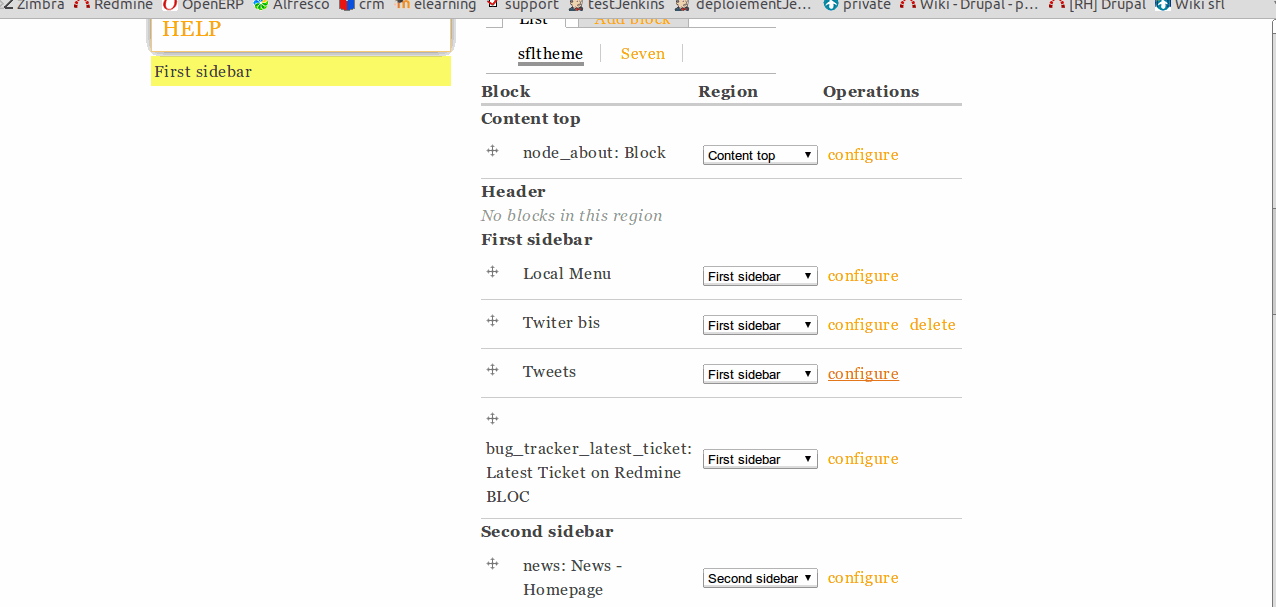 Zimbra Redmine OpenERP Alfresco crm elearning support testJenkins deploiementJe... private Wiki - Drupal - p... [RH] Drupal Wiki sfl
HELP
List Add Block
First sidebar
sfltheme Seven
Block Region Operations
Content top
node_about: Block Content top configure
Header
No blocks in this region
First sidebar
Local Menu First sidebar configure
Twiter bis First sidebar configure delete
Tweets First sidebar configure
bug_tracker_latest_ticket:
Latest Ticket on Redmine First sidebar configure
BLOC
Second sidebar
news: News - Second sidebar configure
Homepage